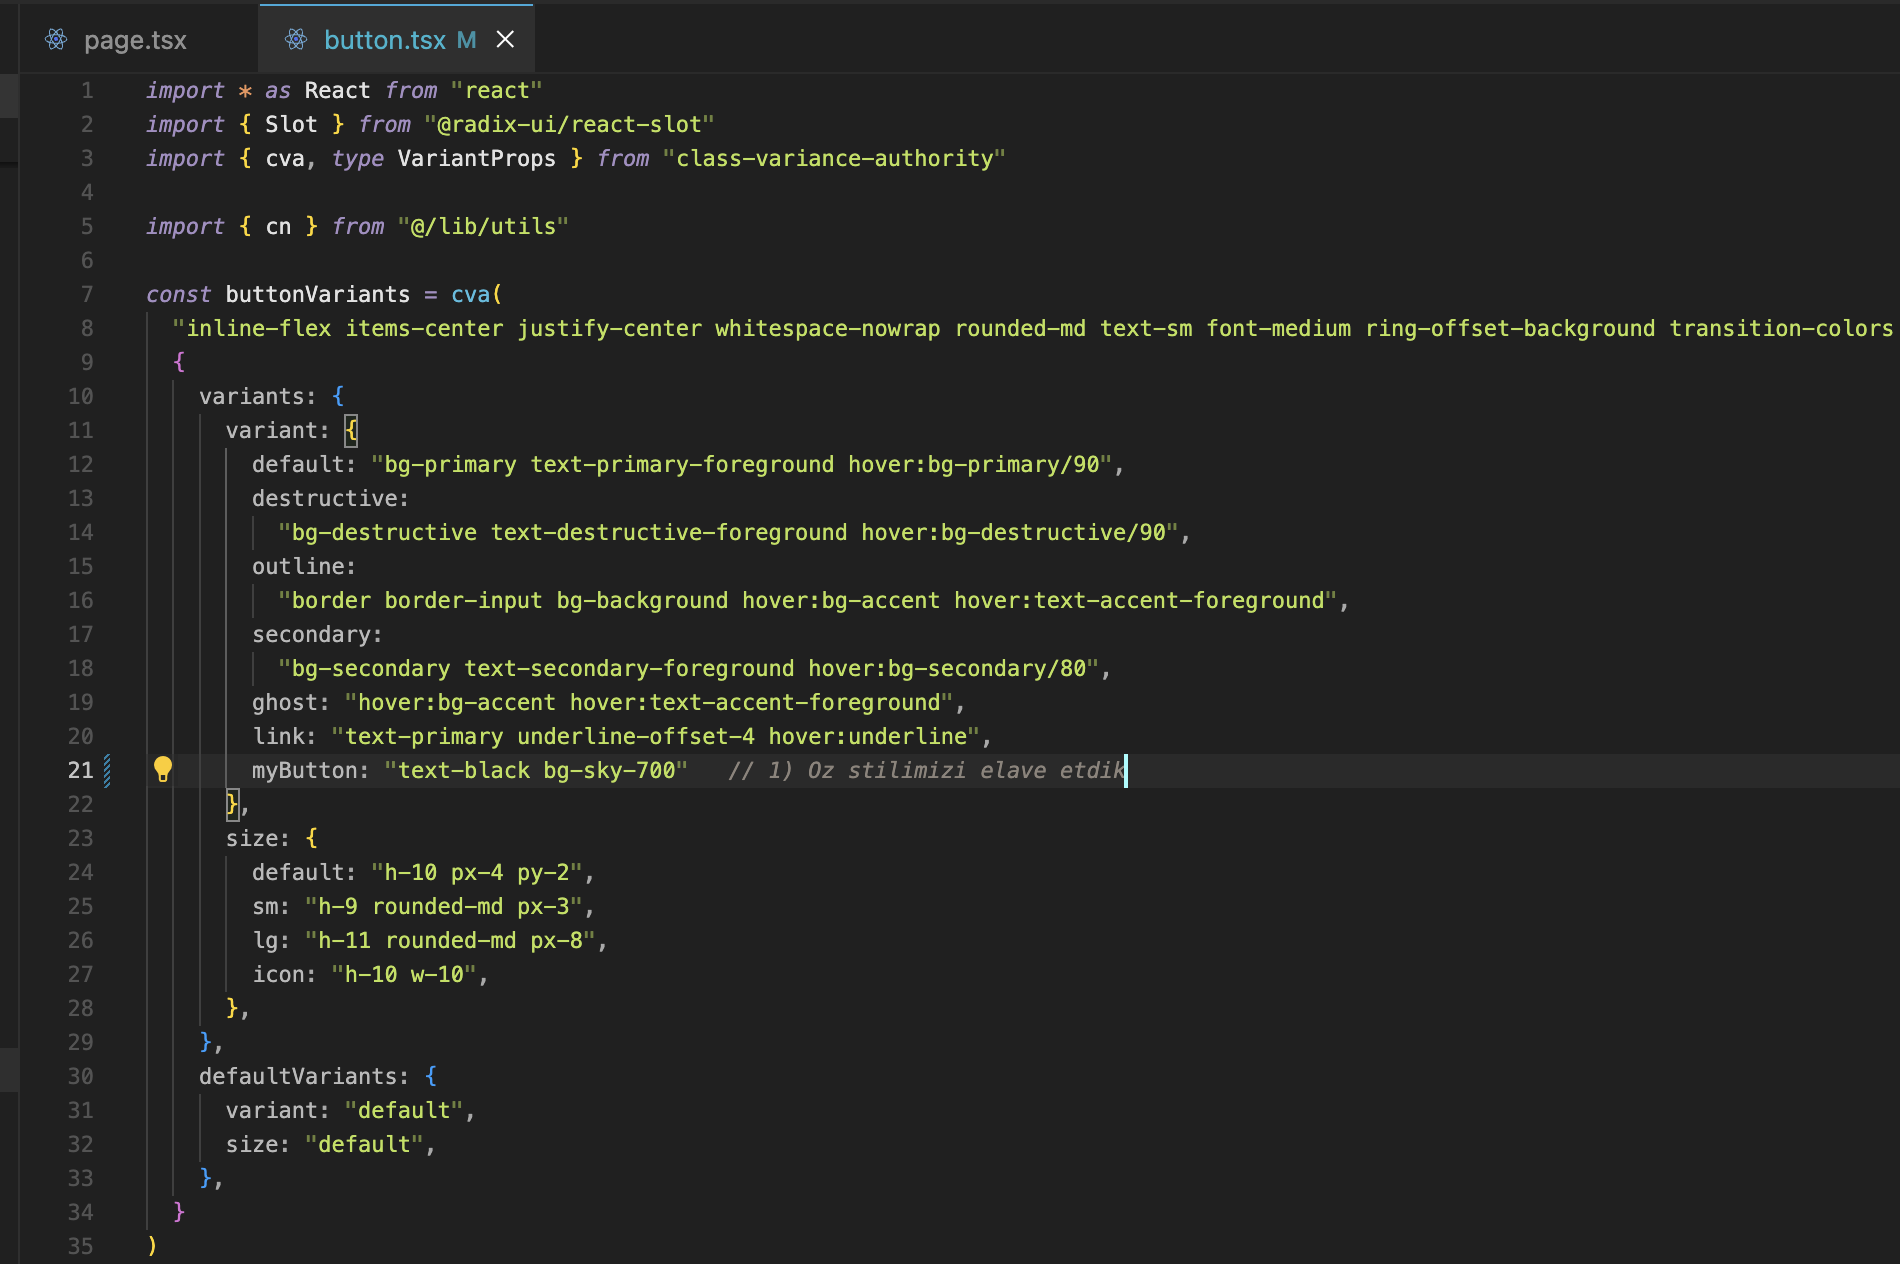 page.tsx
button.tsx M
1 import * as React from "react"
2 import { Slot } from "@radix-ui/react-slot"
3 import { cva, type VariantProps } from "class-variance-authority"
4
5 import { cn } from "@/lib/utils"
6
7 const buttonVariants = cva(
8   "inline-flex items-center justify-center whitespace-nowrap rounded-md text-sm font-medium ring-offset-background transition-colors
9   {
10     variants: {
11       variant: {
12         default: "bg-primary text-primary-foreground hover:bg-primary/90",
13         destructive:
14           "bg-destructive text-destructive-foreground hover:bg-destructive/90",
15         outline:
16           "border border-input bg-background hover:bg-accent hover:text-accent-foreground",
17         secondary:
18           "bg-secondary text-secondary-foreground hover:bg-secondary/80",
19         ghost: "hover:bg-accent hover:text-accent-foreground",
20         link: "text-primary underline-offset-4 hover:underline",
21         myButton: "text-black bg-sky-700"   // 1) Oz stilimizi elave etdik
22       },
23       size: {
24         default: "h-10 px-4 py-2",
25         sm: "h-9 rounded-md px-3",
26         lg: "h-11 rounded-md px-8",
27         icon: "h-10 w-10",
28       },
29     },
30     defaultVariants: {
31       variant: "default",
32       size: "default",
33     },
34   }
35 )